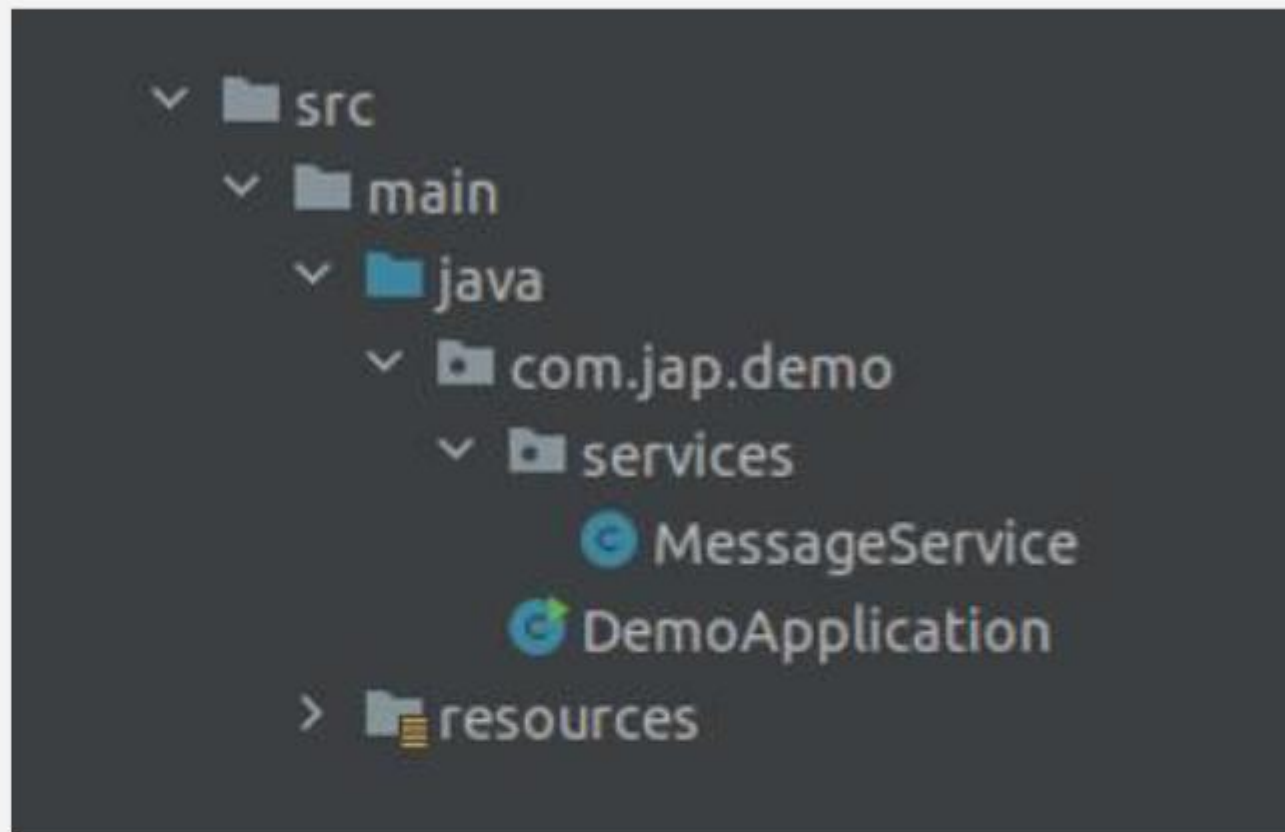 src
main
java
com.jap.demo
services
MessageService
DemoApplication
resources